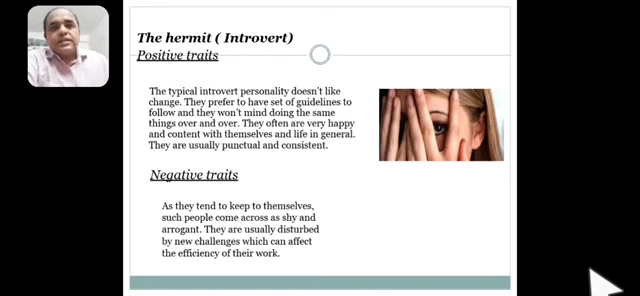 The hermit ( Introvert)
Positive traits
The typical introvert personality doesn't like
change. They prefer to have set of guidelines to
follow and they won't mind doing the same
things over and over. They often are very happy
and content with themselves and life in general.
They are usually punctual and consistent.
Negative traits
As they tend to keep to themselves,
such people come across as shy and
arrogant. They are usually disturbed
by new challenges which can affect
the efficiency of their work.